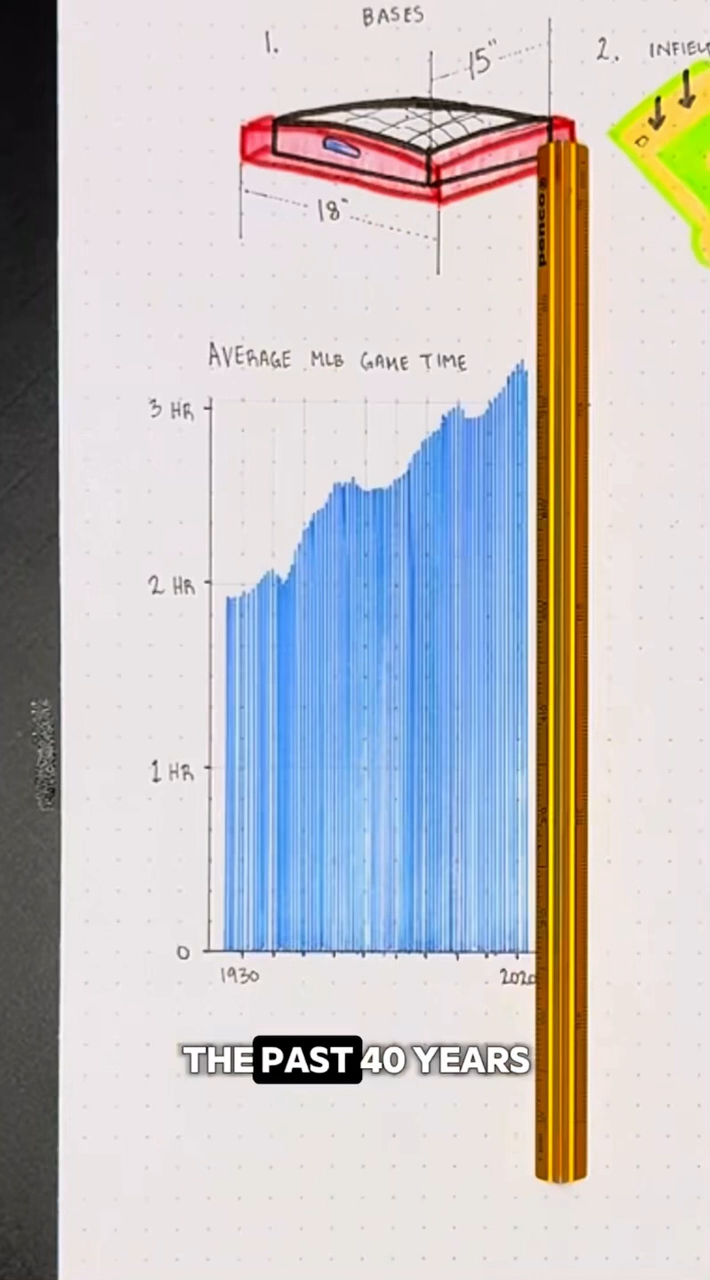 BASES
1.
15"
2. INFIEL
18"
penco
AVERAGE MLB GAME TIME
3 HR
2 HR
1 HR
0
1930
2020
THE PAST 40 YEARS